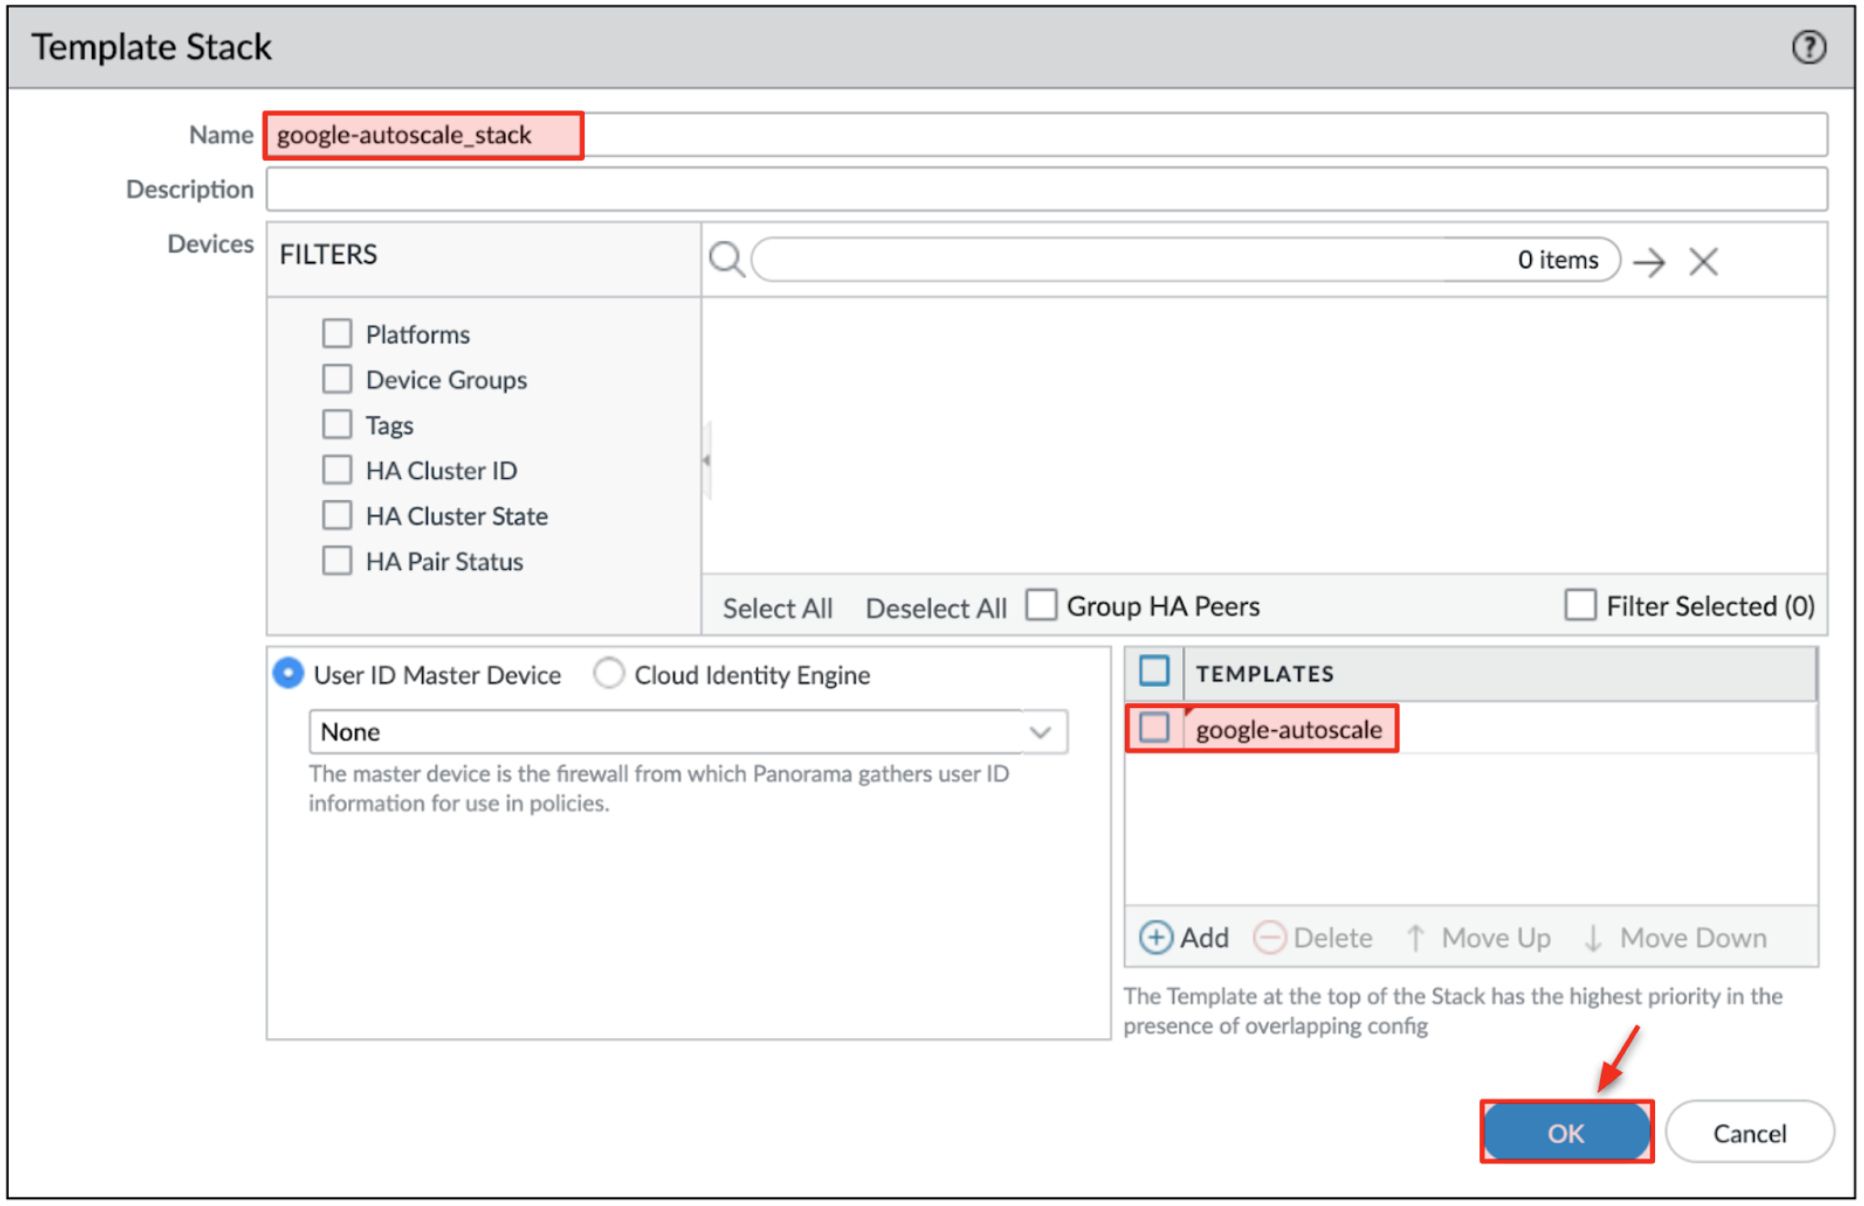 Template Stack
?
Name google-autoscale_stack
Description
Devices
FILTERS
0 items
Platforms
Device Groups
Tags
HA Cluster ID
HA Cluster State
HA Pair Status
Select All Deselect All Group HA Peers Filter Selected (0)
User ID Master Device Cloud Identity Engine
None
The master device is the firewall from which Panorama gathers user ID
information for use in policies.
TEMPLATES
google-autoscale
Add Delete Move Up Move Down
The Template at the top of the Stack has the highest priority in the
presence of overlapping config
OK Cancel